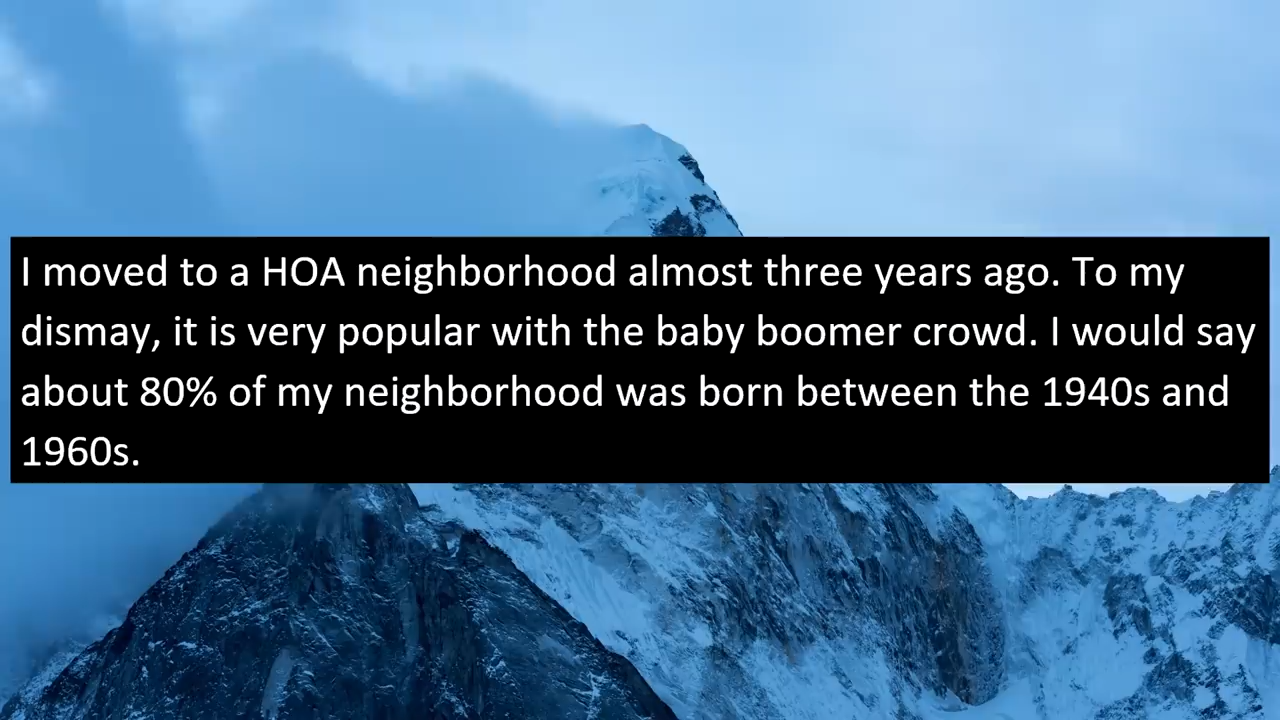 I moved to a HOA neighborhood almost three years ago. To my
dismay, it is very popular with the baby boomer crowd. I would say
about 80% of my neighborhood was born between the 1940s and
1960s.